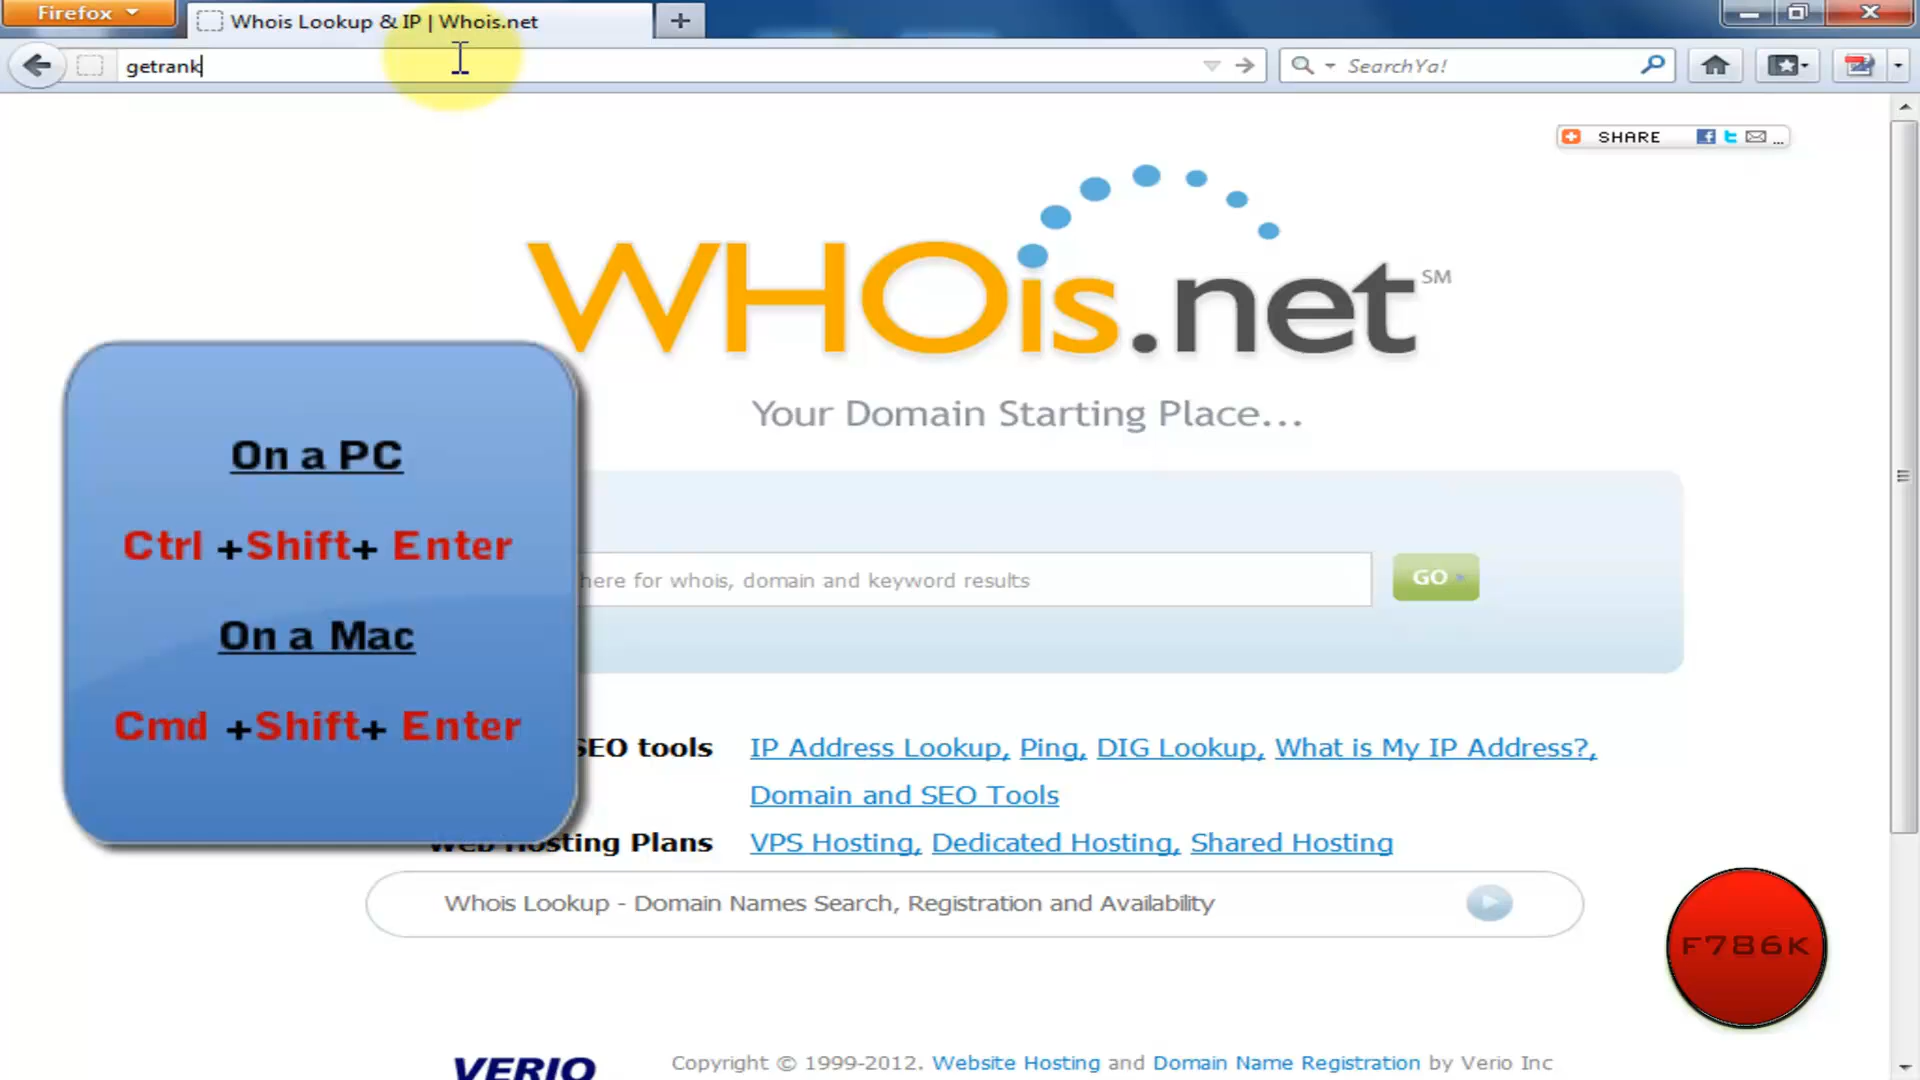 Firefox
Whois Lookup & IP | Whois.net
getrank
SearchYa!
SHARE
...
WHOis.net SM
Your Domain Starting Place...
On a PC
Ctrl +Shift+ Enter
On a Mac
Cmd +Shift+ Enter
here for whois, domain and keyword results
GO
SEO tools
IP Address Lookup, Ping, DIG Lookup, What is My IP Address?,
Domain and SEO Tools
Web Hosting Plans
VPS Hosting, Dedicated Hosting, Shared Hosting
Whois Lookup - Domain Names Search, Registration and Availability
F786K
VERIO
Copyright © 1999-2012. Website Hosting and Domain Name Registration by Verio Inc